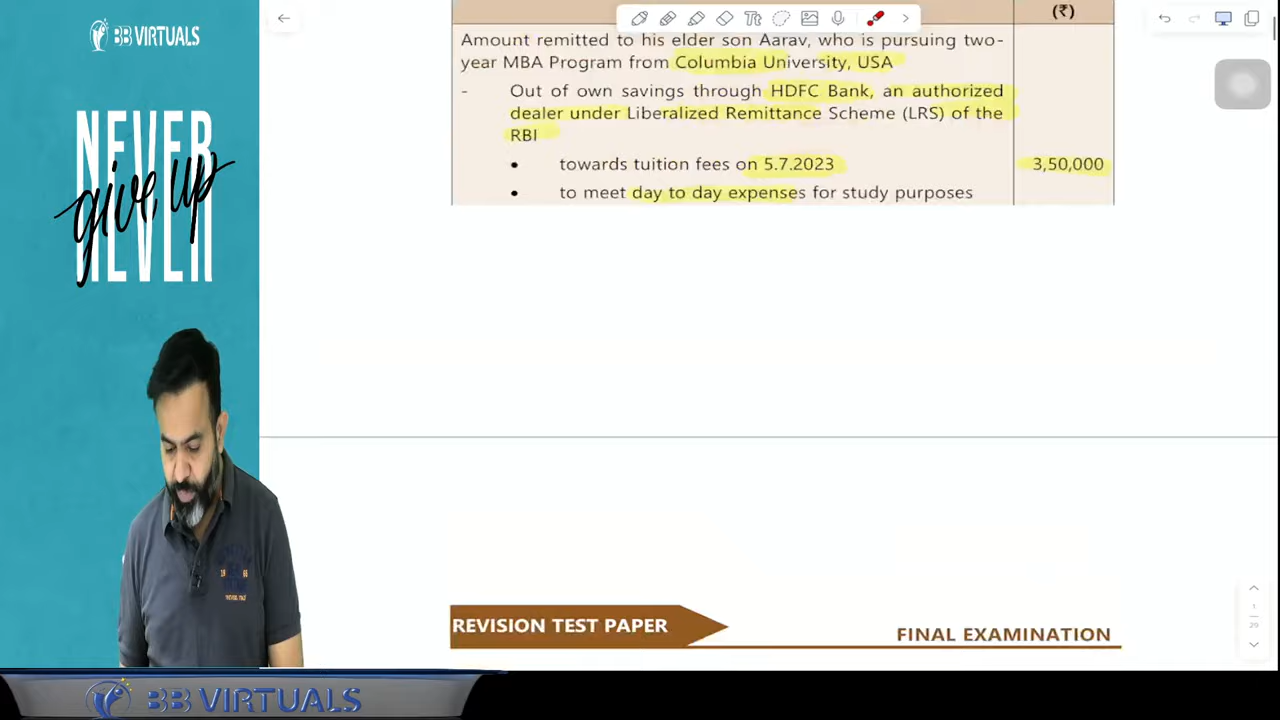 BB VIRTUALS
NEVER
give up
NEVER
(₹)
Amount remitted to his elder son Aarav, who is pursuing two-
year MBA Program from Columbia University, USA
- Out of own savings through HDFC Bank, an authorized
dealer under Liberalized Remittance Scheme (LRS) of the
RBI
• towards tuition fees on 5.7.2023 3,50,000
• to meet day to day expenses for study purposes
1
29
REVISION TEST PAPER
FINAL EXAMINATION
BB VIRTUALS